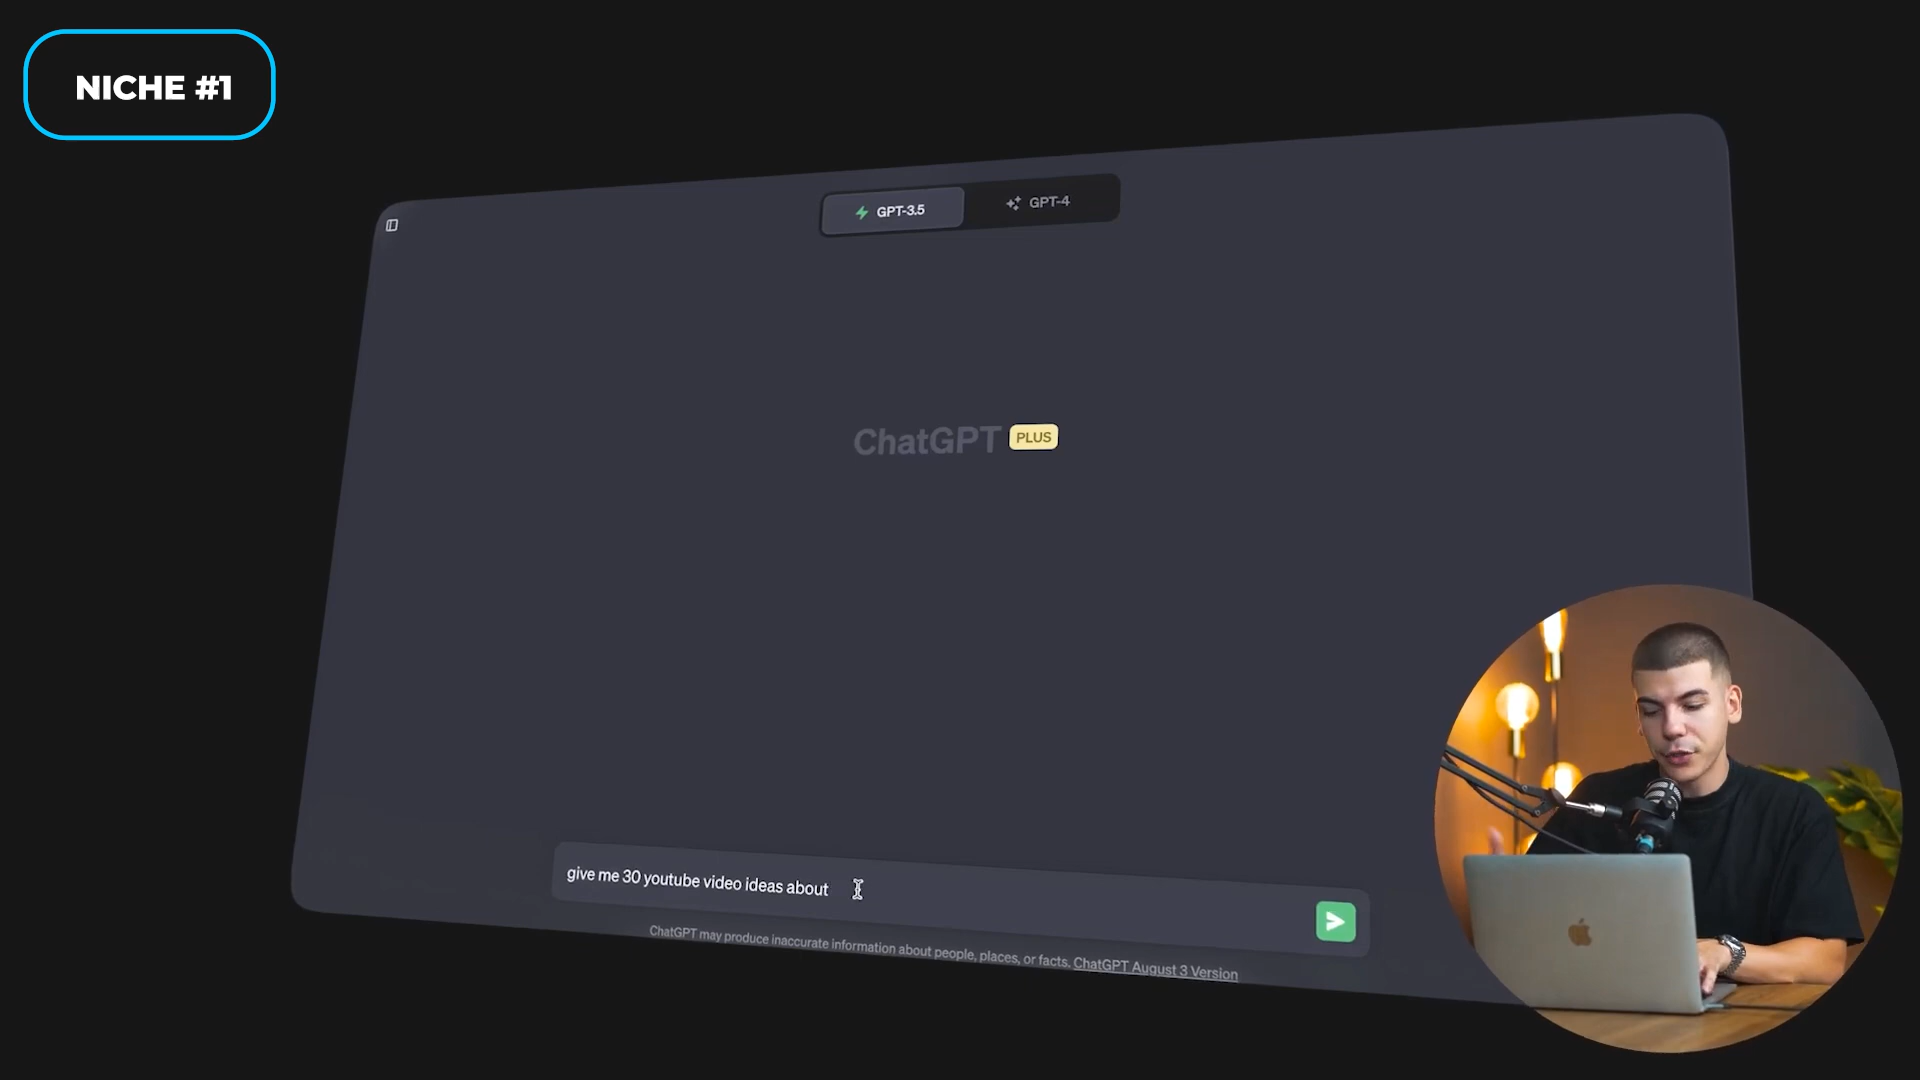 NICHE #1
GPT-3.5
GPT-4
ChatGPT PLUS
give me 30 youtube video ideas about
ChatGPT may produce inaccurate information about people, places, or facts. ChatGPT August 3 Version